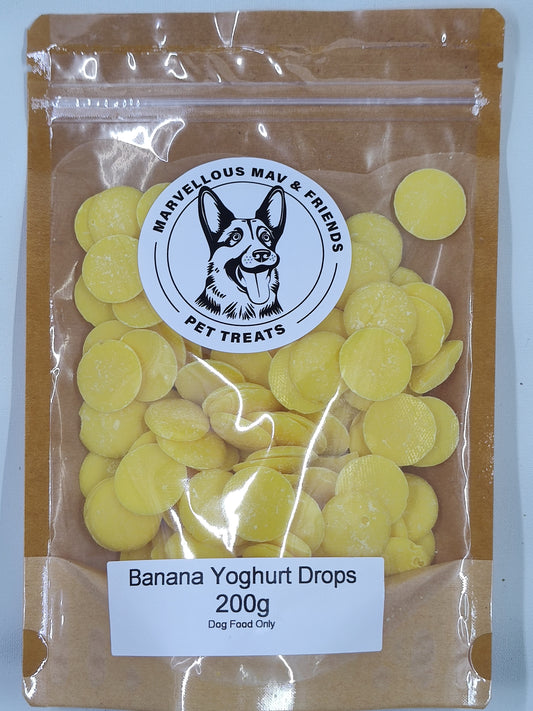 MARVELLOUS MAV & FRIENDS
PET TREATS
Banana Yoghurt Drops
200g
Dog Food Only